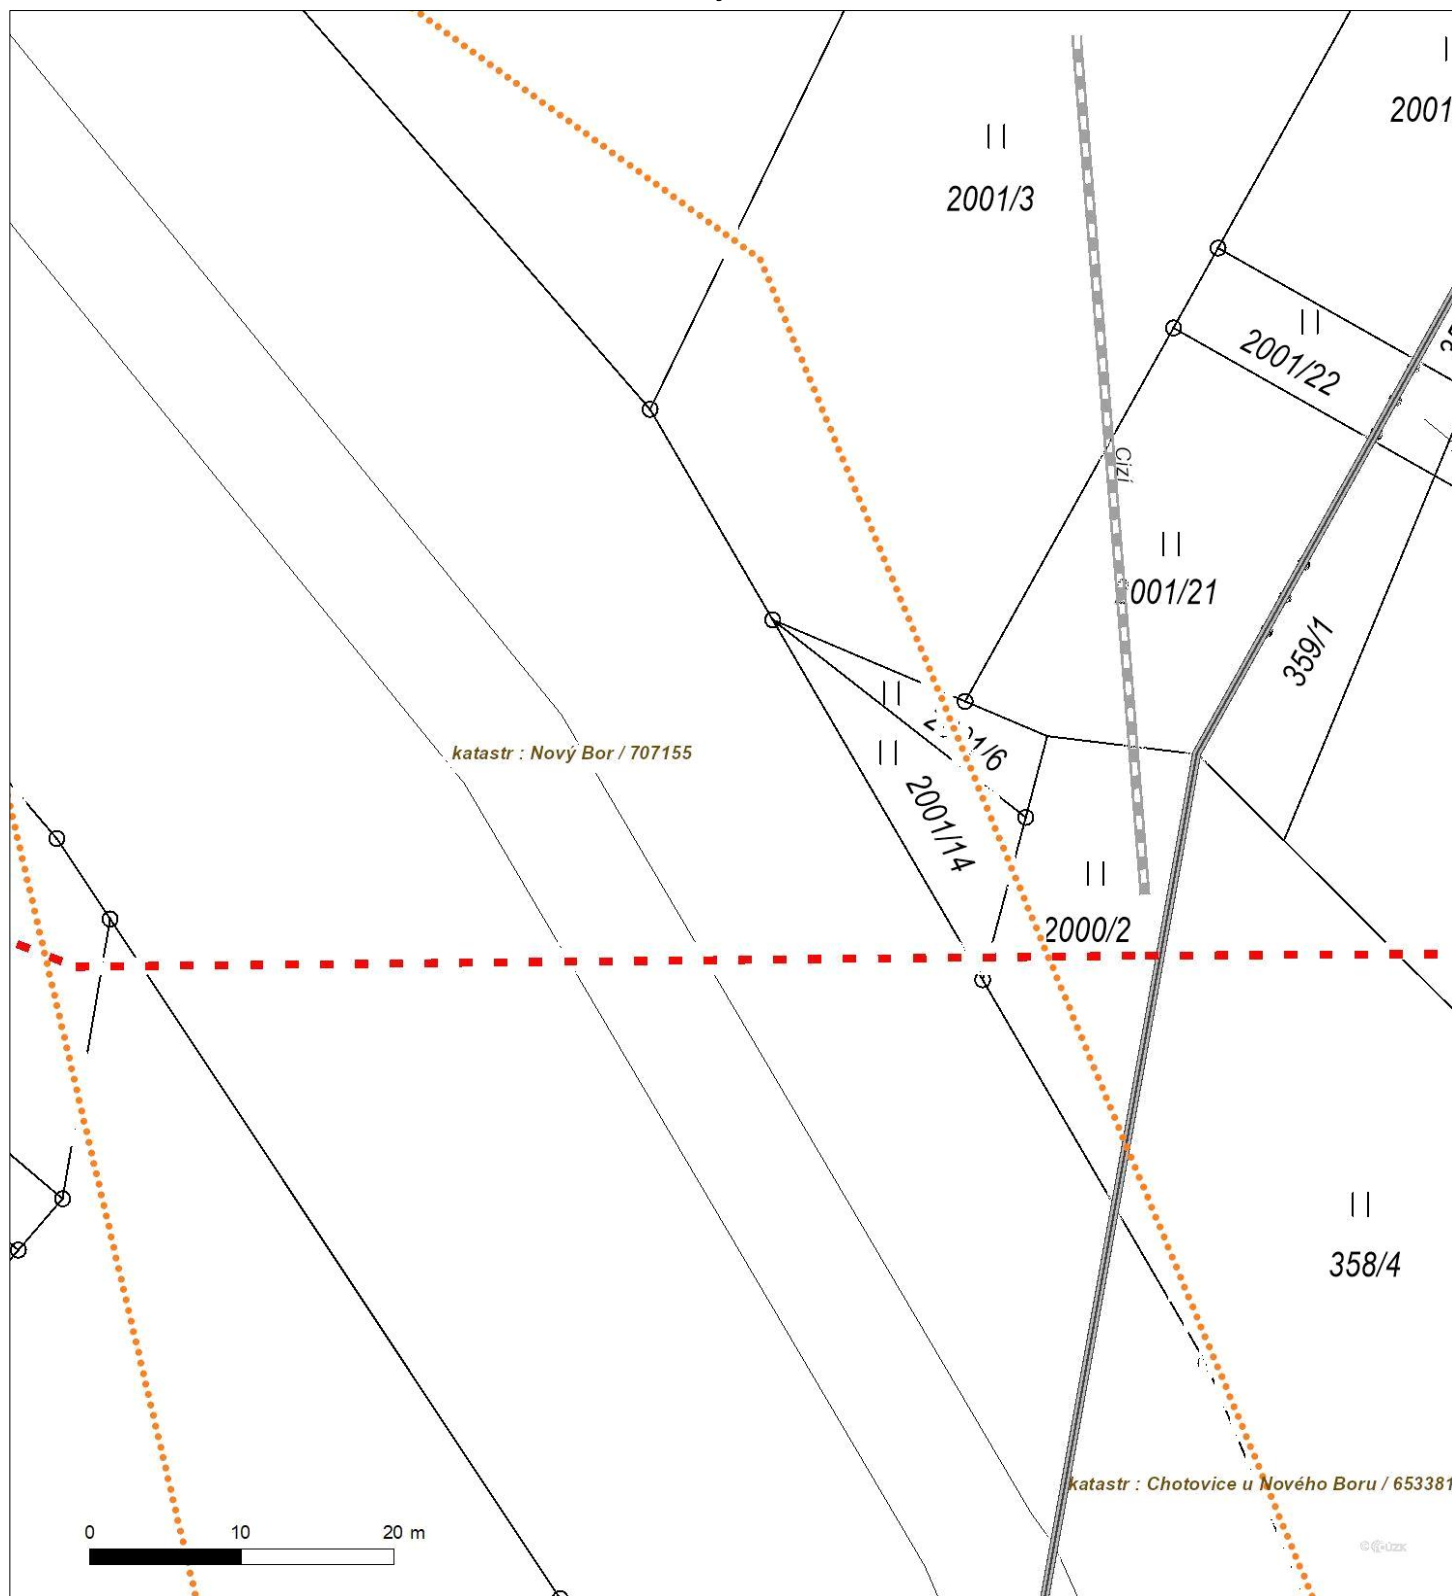 2001
2001/3
2001/22
Cizí
001/21
359/1
katastr : Nový Bor / 707155
2001/14
2000/2
358/4
katastr : Chotovice u Nového Boru / 653381
0 10 20 m